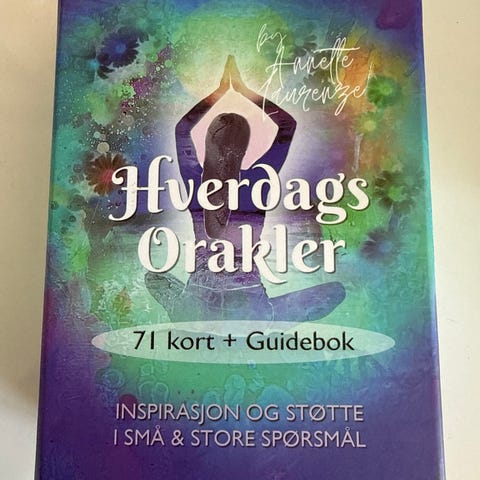 by
Annette
Laurenze
Hverdags
Orakler
71 kort + Guidebok
INSPIRASJON OG STØTTE
I SMÅ & STORE SPØRSMÅL